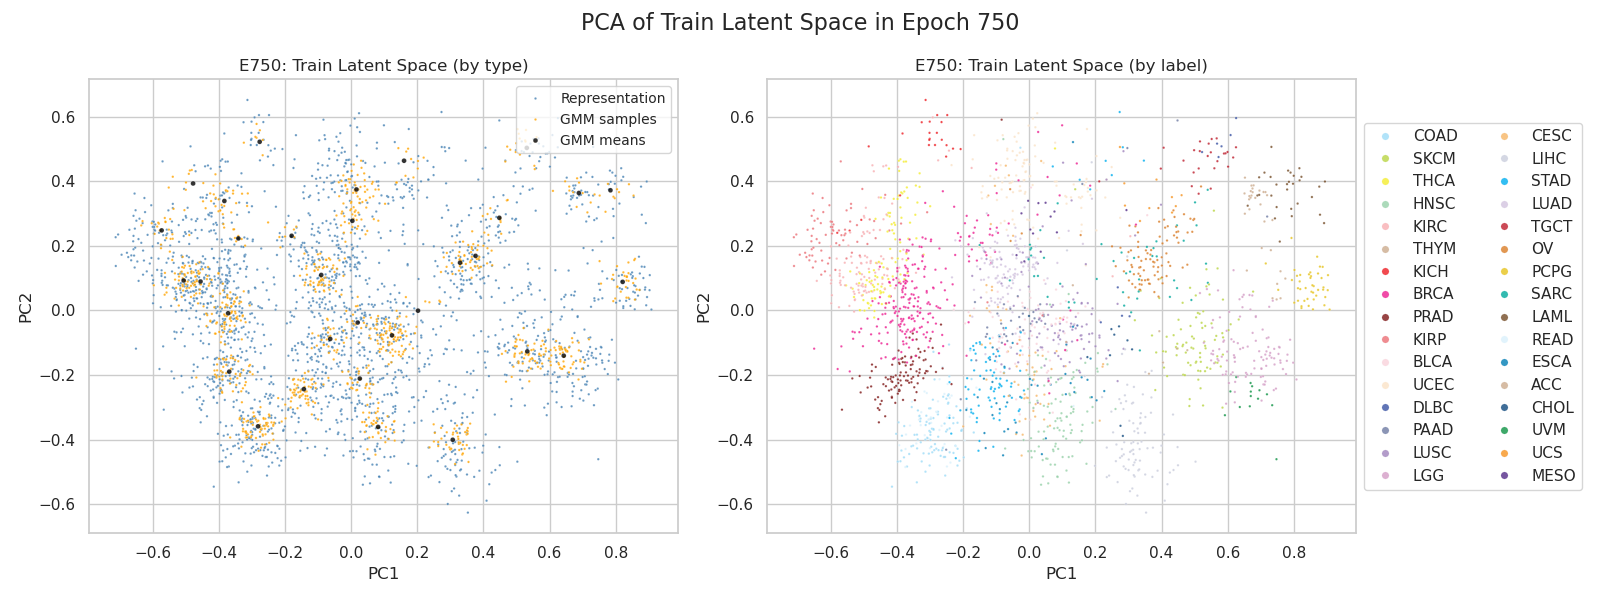 PCA of Train Latent Space in Epoch 750
E750: Train Latent Space (by type)
Representation
GMM samples
GMM means
PC2
0.6
0.4
0.2
0.0
−0.2
−0.4
−0.6
−0.6 −0.4 −0.2 0.0 0.2 0.4 0.6 0.8
PC1
E750: Train Latent Space (by label)
PC2
0.6
0.4
0.2
0.0
−0.2
−0.4
−0.6
−0.6 −0.4 −0.2 0.0 0.2 0.4 0.6 0.8
PC1
COAD CESC
SKCM LIHC
THCA STAD
HNSC LUAD
KIRC TGCT
THYM OV
KICH PCPG
BRCA SARC
PRAD LAML
KIRP READ
BLCA ESCA
UCEC ACC
DLBC CHOL
PAAD UVM
LUSC UCS
LGG MESO